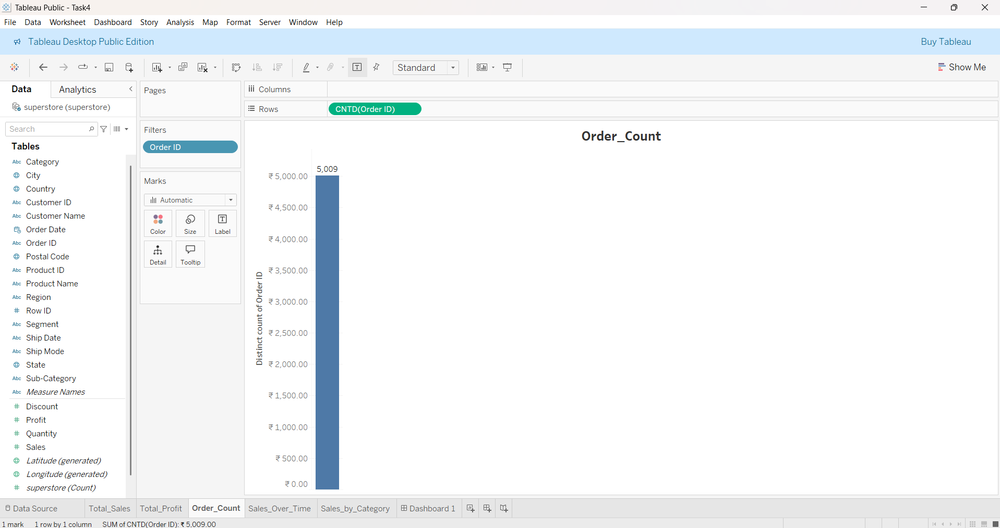 Tableau Public - Task4
File Data Worksheet Dashboard Story Analysis Map Format Server Window Help
Tableau Desktop Public Edition
Buy Tableau
Standard
Show Me
Data
Analytics
superstore (superstore)
Search
Tables
Abc Category
City
Country
Abc Customer ID
Abc Customer Name
Order Date
Abc Order ID
Postal Code
Abc Product ID
Abc Product Name
Abc Region
# Row ID
Abc Segment
Abc Ship Date
Abc Ship Mode
State
Abc Sub-Category
Abc Measure Names
# Discount
# Profit
# Quantity
# Sales
Latitude (generated)
Longitude (generated)
# superstore (Count)
Pages
Filters
Order ID
Marks
Automatic
Color Size Label
Detail Tooltip
Columns
Rows CNTD(Order ID)
Order_Count
Distinct count of Order ID
5,009
₹ 5,000.00
₹ 4,500.00
₹ 4,000.00
₹ 3,500.00
₹ 3,000.00
₹ 2,500.00
₹ 2,000.00
₹ 1,500.00
₹ 1,000.00
₹ 500.00
₹ 0.00
Data Source Total_Sales Total_Profit Order_Count Sales_Over_Time Sales_by_Category Dashboard 1
1 mark 1 row by 1 column SUM of CNTD(Order ID): ₹ 5,009.00